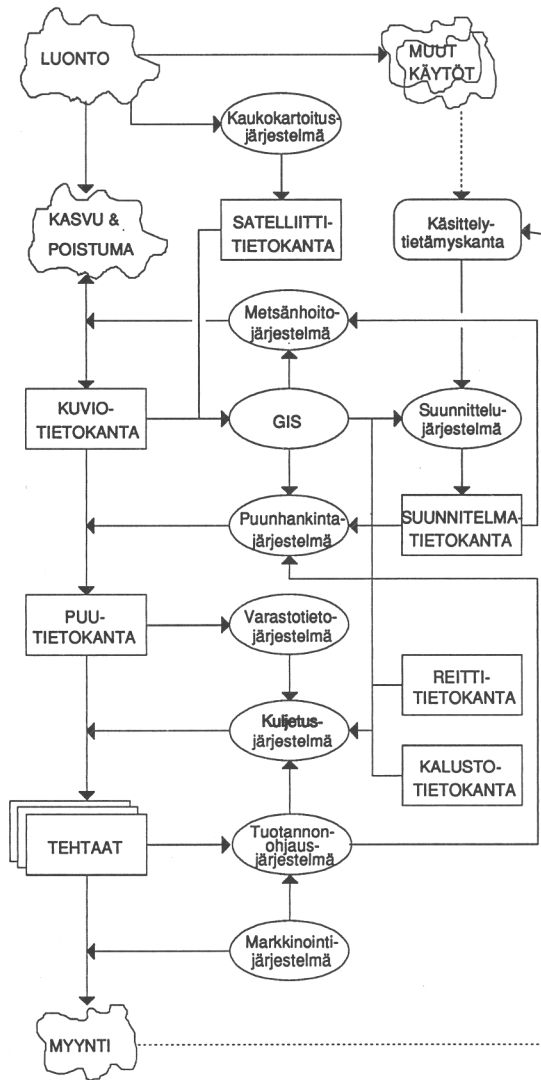 LUONTO
MUUT
KÄYTÖT
Kaukokartoitus-
järjestelmä
KASVU &
POISTUMA
SATELLIITTI-
TIETOKANTA
Käsittely-
tietämyskanta
Metsänhoito-
järjestelmä
KUVIO-
TIETOKANTA
GIS
Suunnittelu-
järjestelmä
Puunhankinta-
järjestelmä
SUUNNITELMA-
TIETOKANTA
PUU-
TIETOKANTA
Varastotieto-
järjestelmä
REITTI-
TIETOKANTA
Kuljetus-
järjestelmä
KALUSTO-
TIETOKANTA
TEHTAAT
Tuotannon-
ohjaus-
järjestelmä
Markkinointi-
järjestelmä
MYYNTI